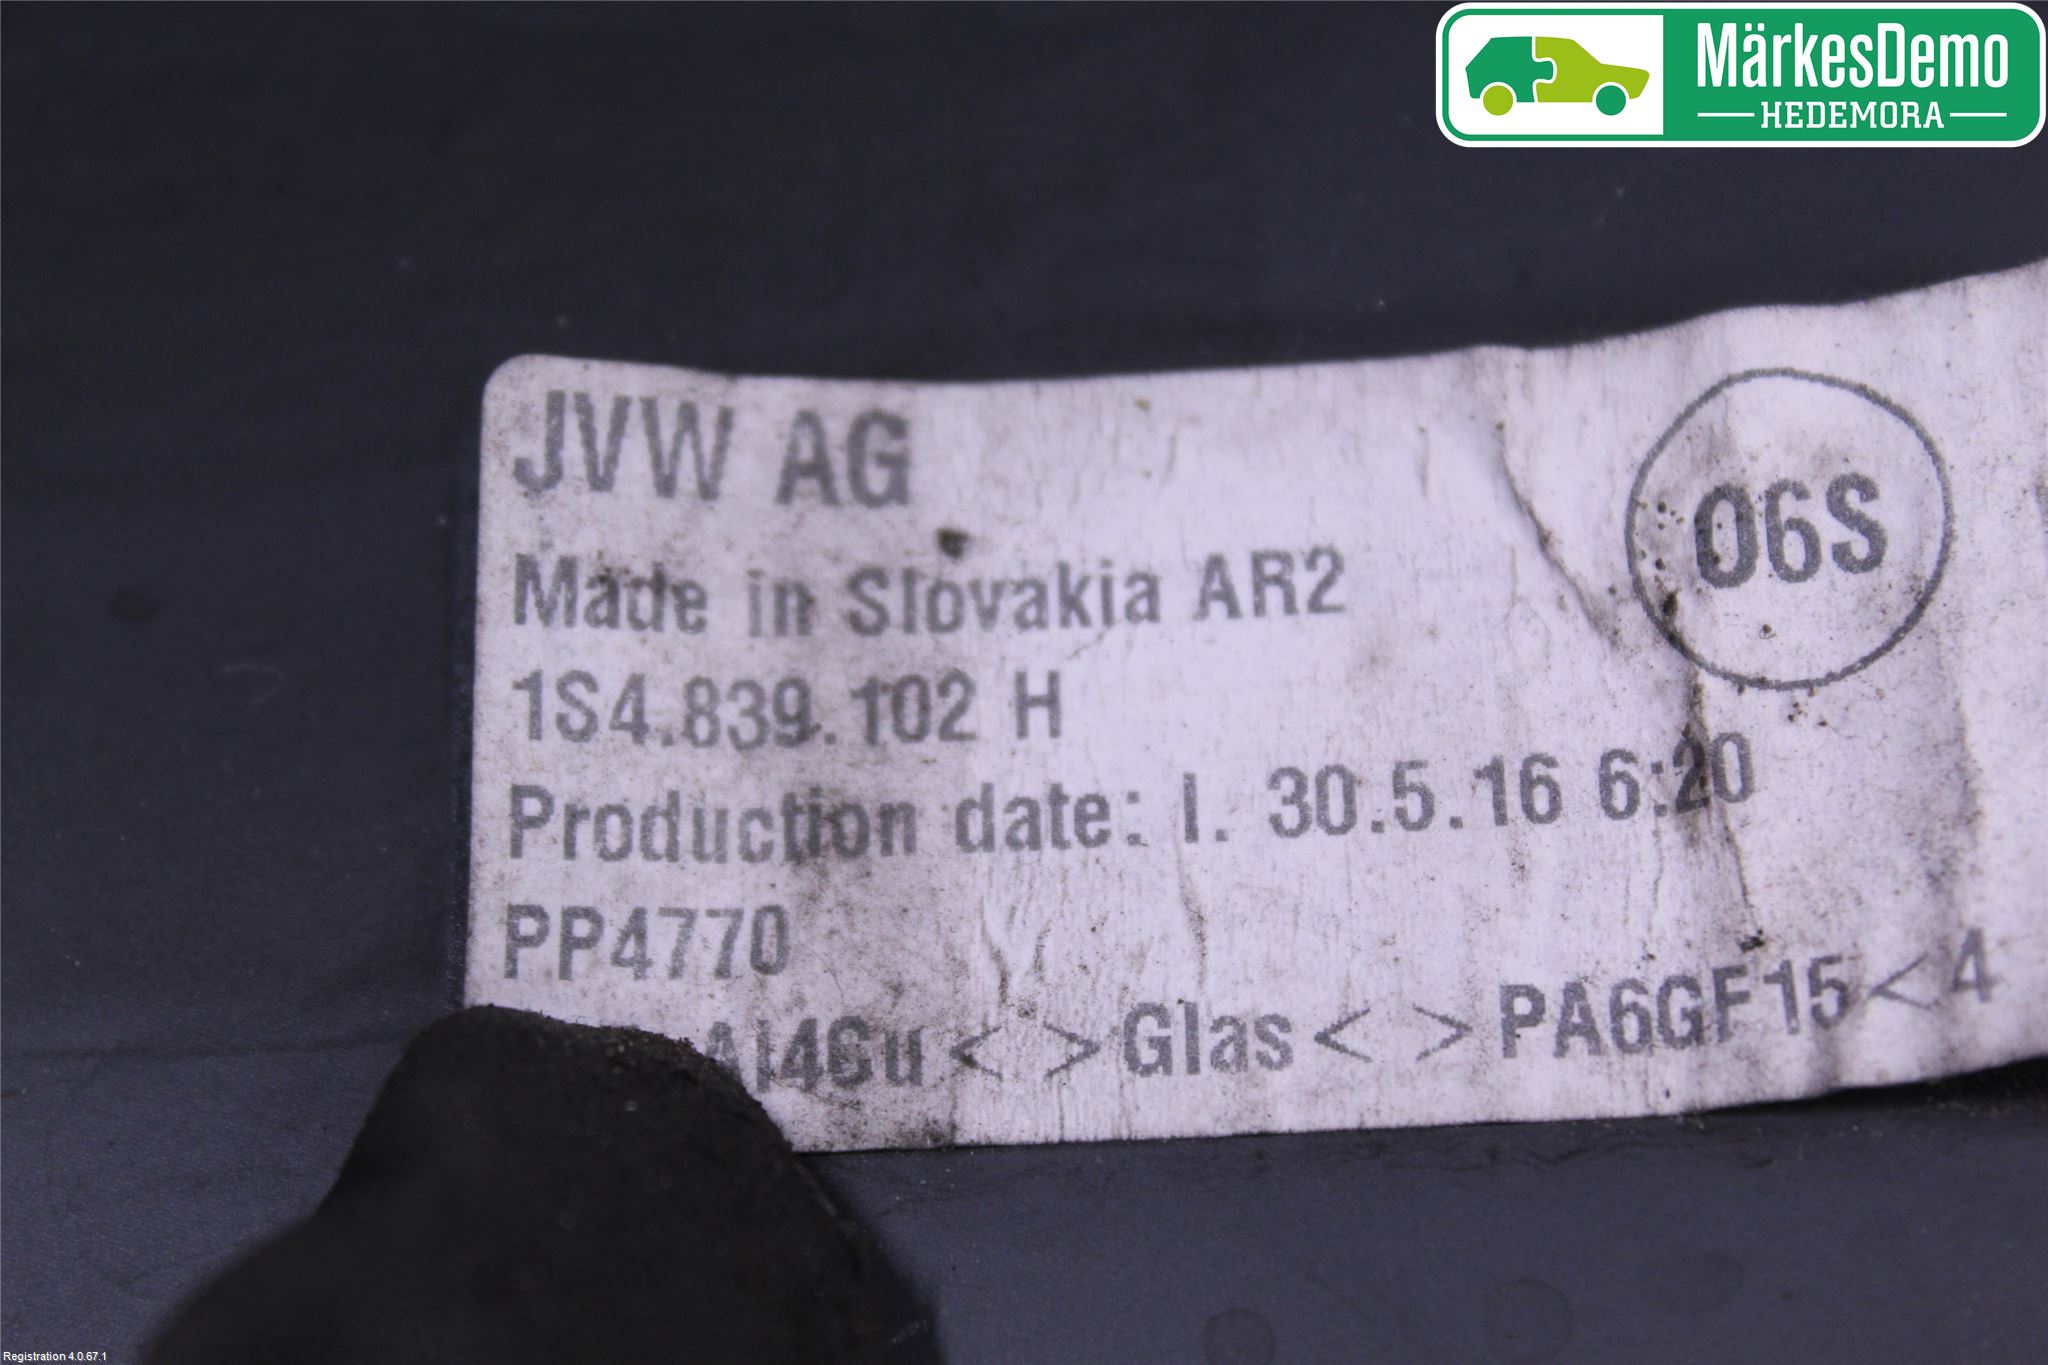 MärkesDemo
HEDEMORA
JVW AG
06S
Made in Slovakia AR2
1S4.839.102 H
Production date: I. 30.5.16 6:20
PP4770
Al4Cu< >Glas< >PA6GF15<4
Registration 4.0.67.1